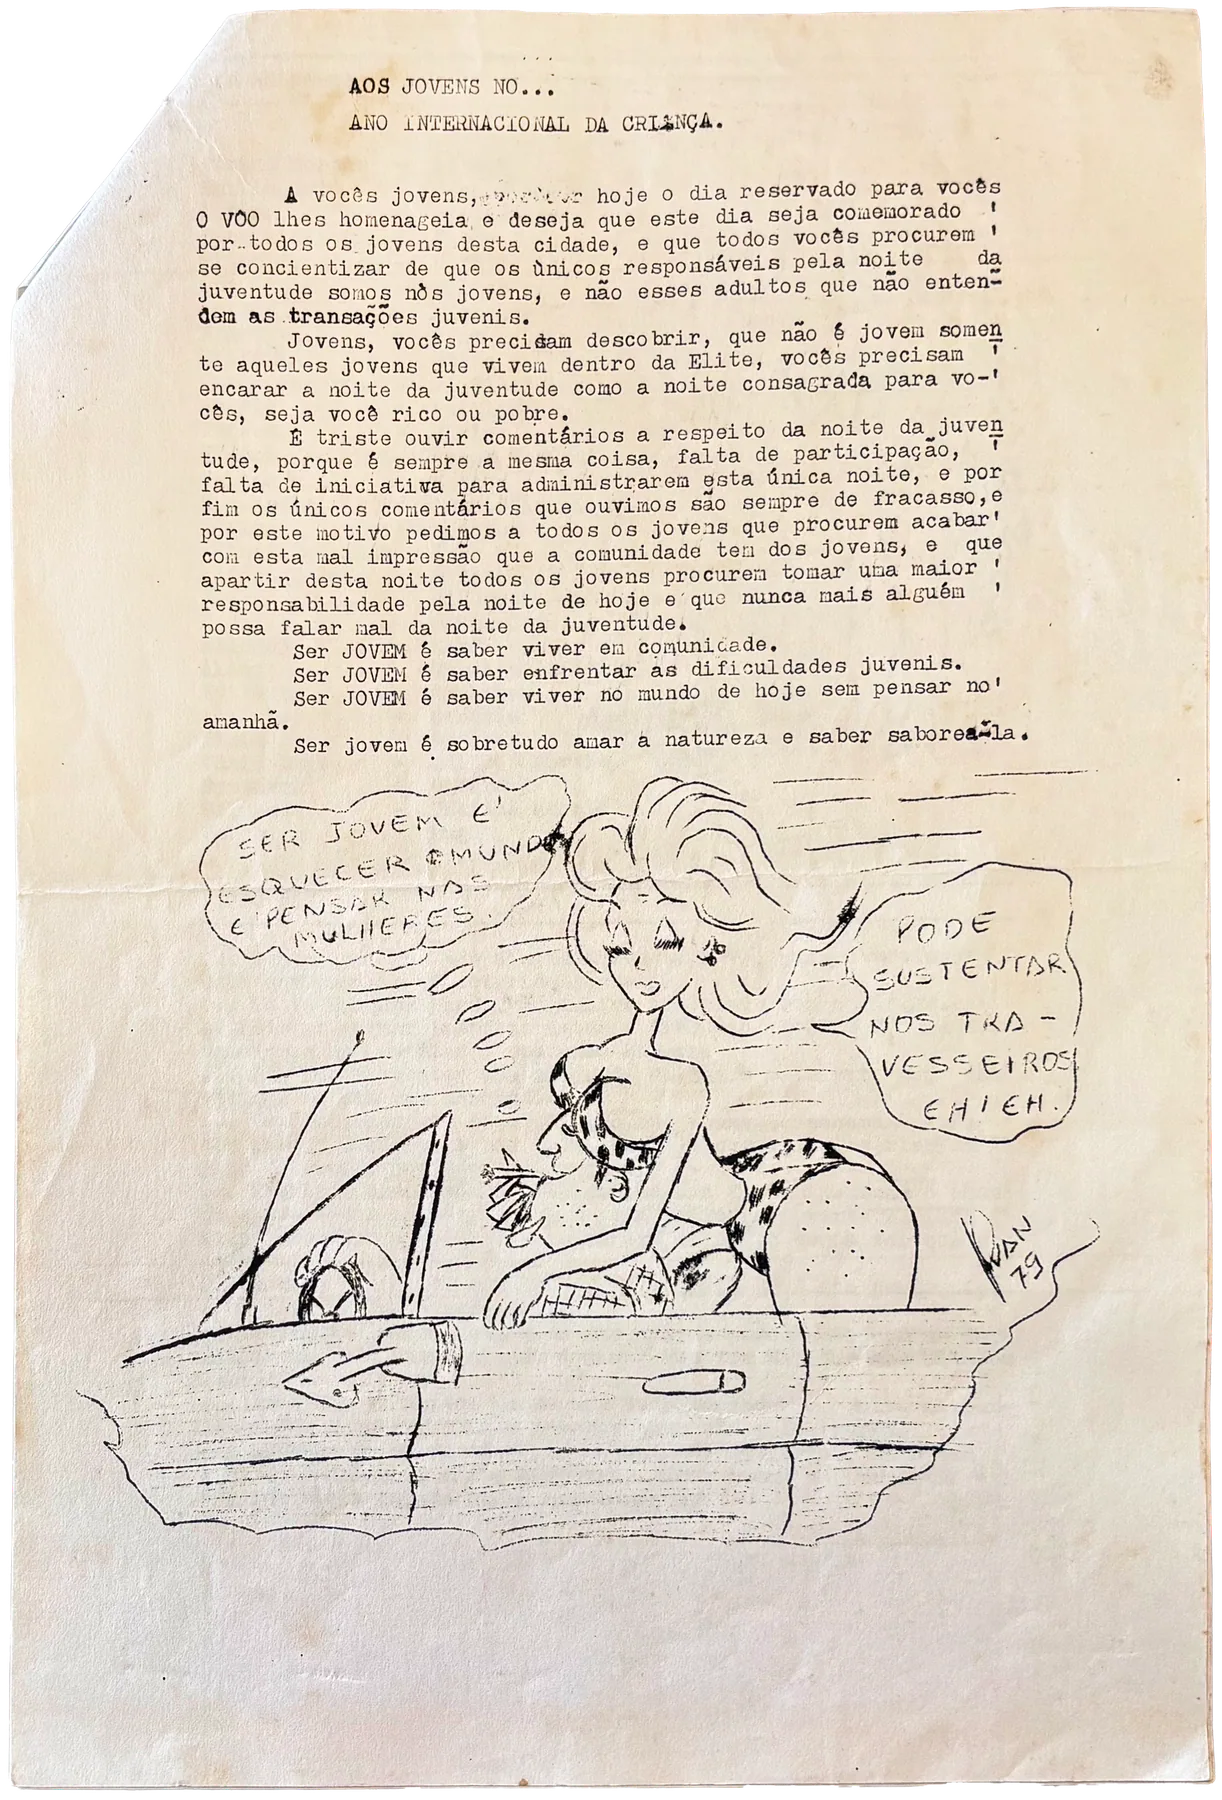 AOS JOVENS NO...
ANO INTERNACIONAL DA CRIANÇA.
A vocês jovens, hoje o dia reservado para vocês
O VÔO lhes homenageia e deseja que este dia seja comemorado '
por todos os jovens desta cidade, e que todos vocês procurem '
se concientizar de que os ùnicos responsáveis pela noite da
juventude somos nòs jovens, e não esses adultos que não enten-
dem as transações juvenis.
Jovens, vocês precisam descobrir, que não é jovem somen
te aqueles jovens que vivem dentro da Elite, vocês precisam '
encarar a noite da juventude como a noite consagrada para vo-'
cês, seja você rico ou pobre.
É triste ouvir comentários a respeito da noite da juven
tude, porque é sempre a mesma coisa, falta de participação, '
falta de iniciativa para administrarem esta única noite, e por
fim os únicos comentários que ouvimos são sempre de fracasso,e
por este motivo pedimos a todos os jovens que procurem acabar'
com esta mal impressão que a comunidade tem dos jovens, e que
apartir desta noite todos os jovens procurem tomar uma maior '
responsabilidade pela noite de hoje e que nunca mais alguém '
possa falar mal da noite da juventude.
Ser JOVEM é saber viver em comunidade.
Ser JOVEM é saber enfrentar as dificuldades juvenis.
Ser JOVEM é saber viver no mundo de hoje sem pensar no'
amanhã.
Ser jovem é sobretudo amar a natureza e saber saborea-la.
SER JOVEM E'
ESQUECER O MUNDO
E PENSAR NAS
MULHERES.
PODE
SUSTENTAR
NOS TRA-
VESSEIROS
EH! EH.
79